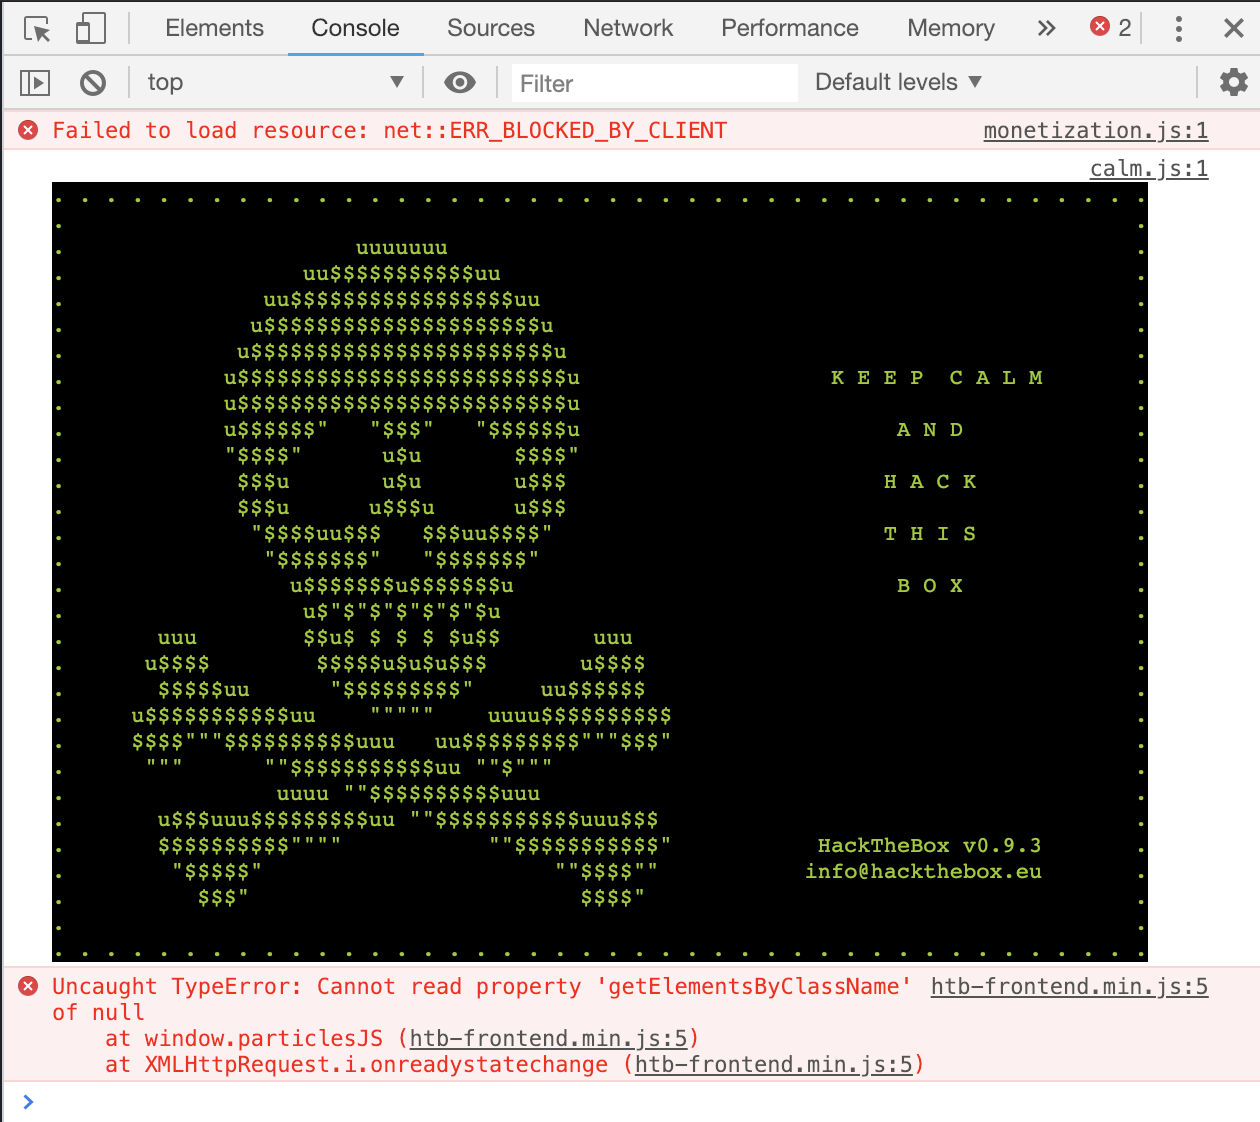 Elements Console Sources Network Performance Memory » 2
top ▼ Filter Default levels ▼
Failed to load resource: net::ERR_BLOCKED_BY_CLIENT monetization.js:1
calm.js:1
uuuuuuu
uu$$$$$$$$$$$uu
uu$$$$$$$$$$$$$$$$$uu
u$$$$$$$$$$$$$$$$$$$$$u
u$$$$$$$$$$$$$$$$$$$$$$$u
u$$$$$$$$$$$$$$$$$$$$$$$$$u K E E P  C A L M
u$$$$$$$$$$$$$$$$$$$$$$$$$u
u$$$$$$"   "$$$"   "$$$$$$u A N D
"$$$$"      u$u       $$$$"
$$$u       u$u       u$$$ H A C K
$$$u      u$$$u      u$$$
"$$$$uu$$$   $$$uu$$$$" T H I S
"$$$$$$$"   "$$$$$$$"
u$$$$$$$u$$$$$$$u B O X
u$"$"$"$"$"$"$u
uuu        $$u$ $ $ $ $u$$       uuu
u$$$$        $$$$$u$u$u$$$       u$$$$
$$$$$uu      "$$$$$$$$$"     uu$$$$$$
u$$$$$$$$$$$uu    """""    uuuu$$$$$$$$$$
$$$$"""$$$$$$$$$$uuu   uu$$$$$$$$$"""$$$"
"""      ""$$$$$$$$$$$uu ""$"""
uuuu ""$$$$$$$$$$uuu
u$$$uuu$$$$$$$$$uu ""$$$$$$$$$$$uuu$$$
$$$$$$$$$$""""           ""$$$$$$$$$$$" HackTheBox v0.9.3
"$$$$$"                      ""$$$$"" info@hackthebox.eu
$$$"                         $$$$"
Uncaught TypeError: Cannot read property 'getElementsByClassName' htb-frontend.min.js:5
of null
at window.particlesJS (htb-frontend.min.js:5)
at XMLHttpRequest.i.onreadystatechange (htb-frontend.min.js:5)